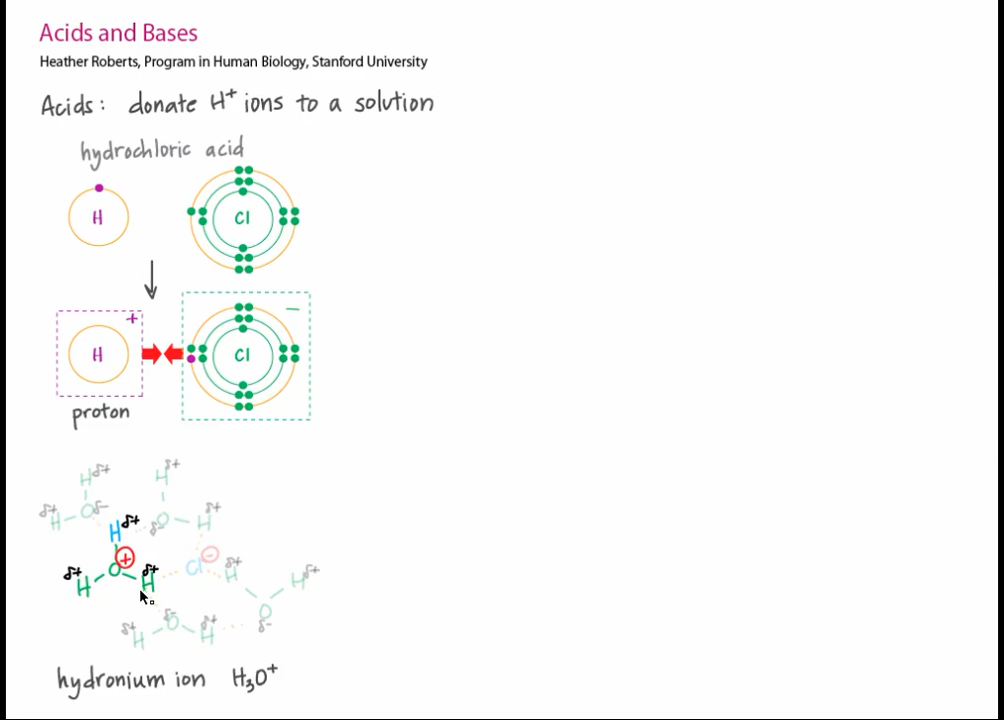 Acids and Bases
Heather Roberts, Program in Human Biology, Stanford University
Acids: donate H⁺ ions to a solution
hydrochloric acid
H Cl
H + Cl −
proton
H δ+ H δ+
δ+ H O δ− H δ+ δ− O H δ+
δ+ H O + H δ+ Cl − H δ+ H δ+
δ+ H O δ− H δ+ O δ−
hydronium ion H₃O⁺